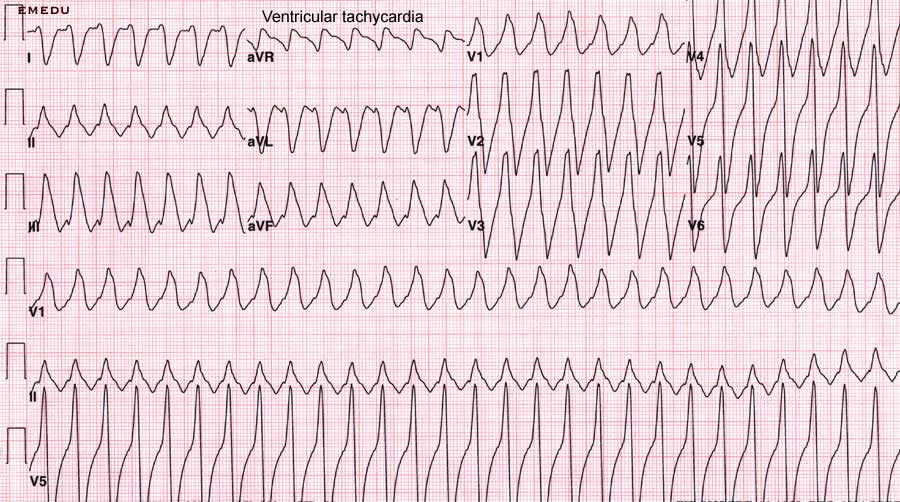 EMEDU
Ventricular tachycardia
I
aVR
V1
V4
II
aVL
V2
V5
III
aVF
V3
V6
V1
II
V5